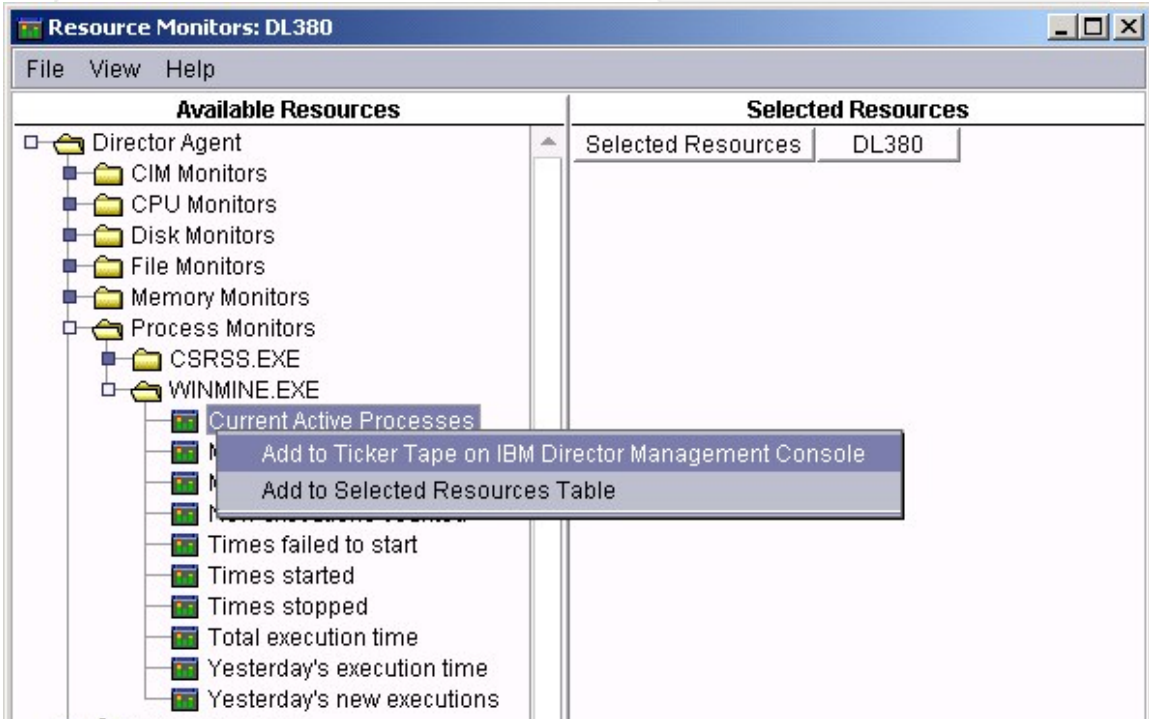 Resource Monitors: DL380
File View Help
Available Resources
Selected Resources
Director Agent
Selected Resources DL380
CIM Monitors
CPU Monitors
Disk Monitors
File Monitors
Memory Monitors
Process Monitors
CSRSS.EXE
WINMINE.EXE
Current Active Processes
Add to Ticker Tape on IBM Director Management Console
Add to Selected Resources Table
Times failed to start
Times started
Times stopped
Total execution time
Yesterday's execution time
Yesterday's new executions